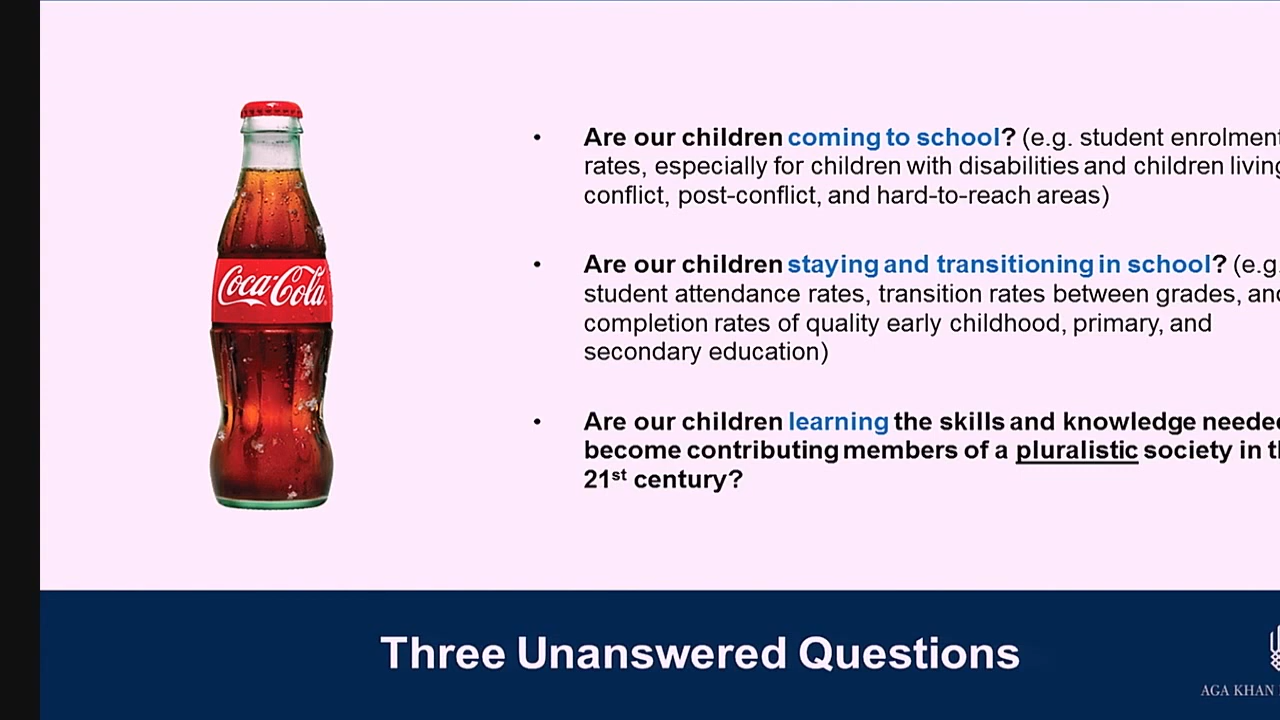 Coca-Cola
• Are our children coming to school? (e.g. student enrolment
rates, especially for children with disabilities and children living
conflict, post-conflict, and hard-to-reach areas)
• Are our children staying and transitioning in school? (e.g.
student attendance rates, transition rates between grades, and
completion rates of quality early childhood, primary, and
secondary education)
• Are our children learning the skills and knowledge needed
become contributing members of a pluralistic society in th
21st century?
Three Unanswered Questions
AGA KHAN